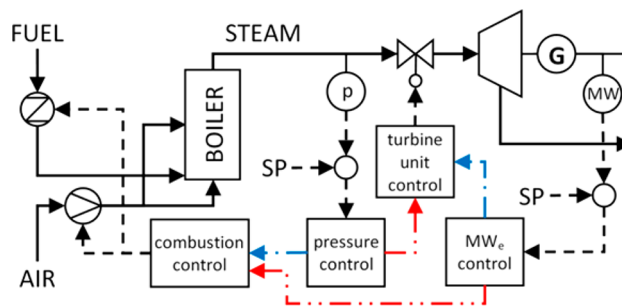 FUEL
STEAM
G
p
MW
BOILER
turbine
unit
control
SP
SP
combustion
control
pressure
control
MWe
control
AIR